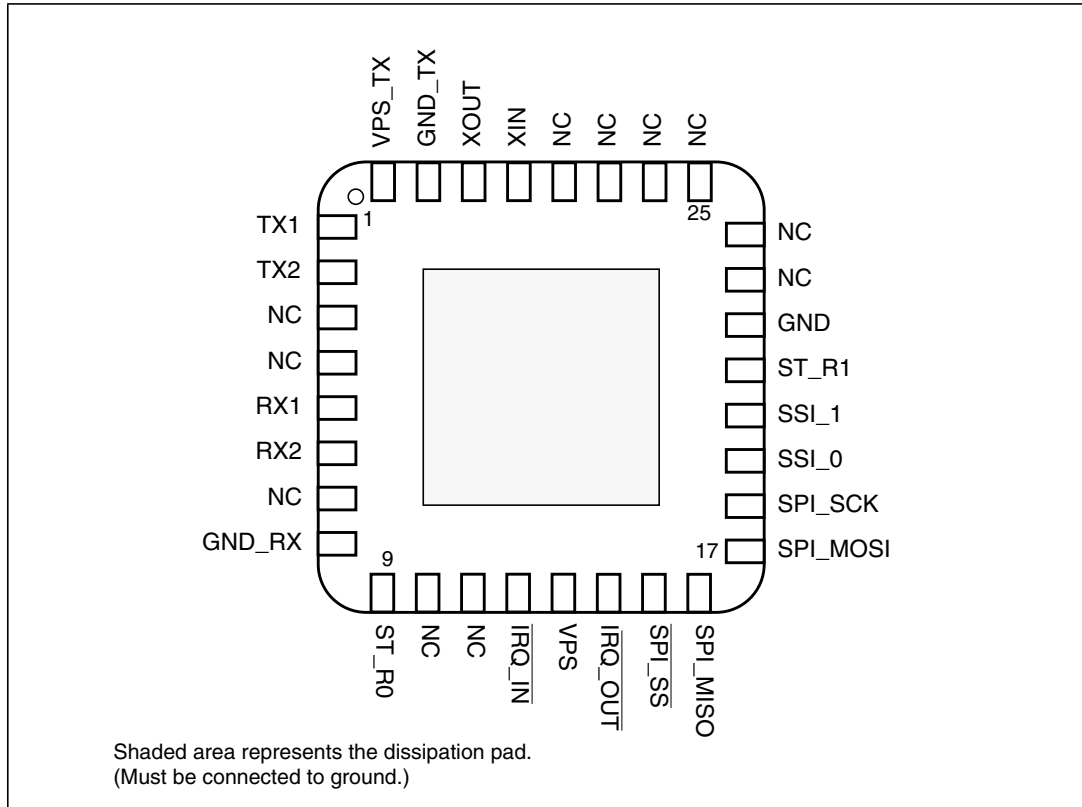 VPS_TX
GND_TX
XOUT
XIN
NC
NC
NC
NC
1
25
TX1
TX2
NC
NC
RX1
RX2
NC
GND_RX
NC
NC
GND
ST_R1
SSI_1
SSI_0
SPI_SCK
SPI_MOSI
9
17
ST_R0
NC
NC
IRQ_IN
VPS
IRQ_OUT
SPI_SS
SPI_MISO
Shaded area represents the dissipation pad.
(Must be connected to ground.)